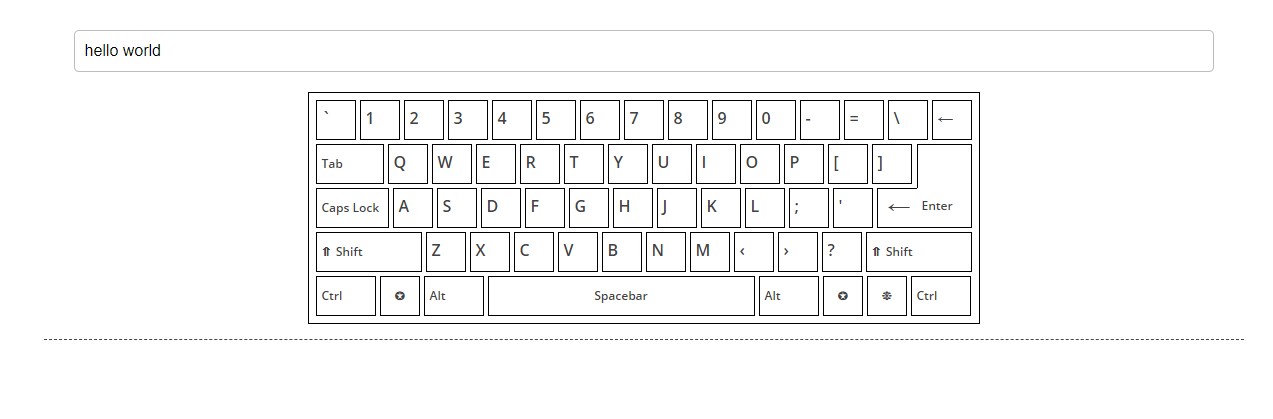 hello world
` 1 2 3 4 5 6 7 8 9 0 - = \ ←
Tab Q W E R T Y U I O P [ ]
Caps Lock A S D F G H J K L ; ' ← Enter
⇑ Shift Z X C V B N M ‹ › ? ⇑ Shift
Ctrl ✪ Alt Spacebar Alt ✪ Ctrl